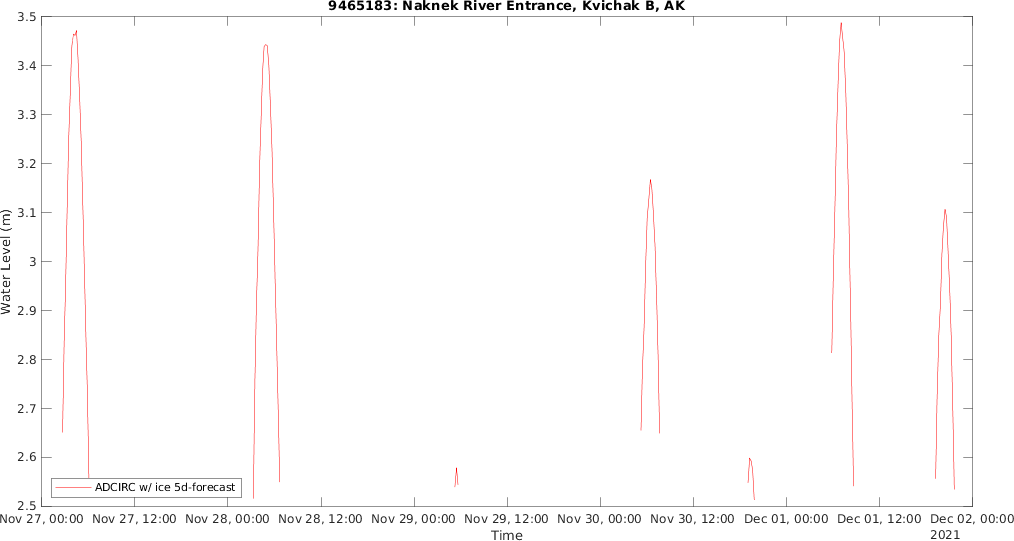 9465183: Naknek River Entrance, Kvichak B, AK
3.5
3.4
3.3
3.2
3.1
3
2.9
2.8
2.7
2.6
2.5
Water Level (m)
ADCIRC w/ ice 5d-forecast
Nov 27, 00:00 Nov 27, 12:00 Nov 28, 00:00 Nov 28, 12:00 Nov 29, 00:00 Nov 29, 12:00 Nov 30, 00:00 Nov 30, 12:00 Dec 01, 00:00 Dec 01, 12:00 Dec 02, 00:00
Time
2021